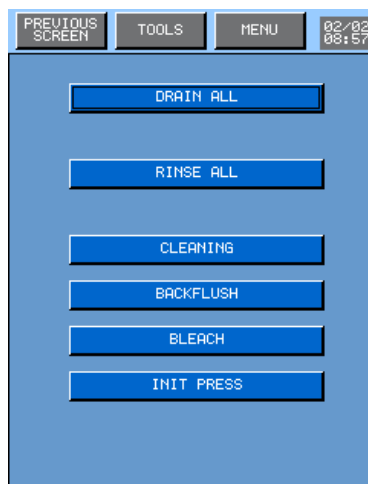 PREVIOUS
SCREEN
TOOLS
MENU
02/02
08:57
DRAIN ALL
RINSE ALL
CLEANING
BACKFLUSH
BLEACH
INIT PRESS